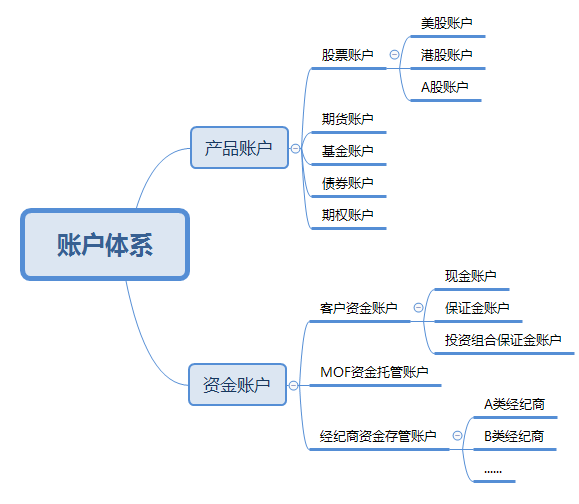 账户体系
产品账户
股票账户
美股账户
港股账户
A股账户
期货账户
基金账户
债券账户
期权账户
资金账户
客户资金账户
现金账户
保证金账户
投资组合保证金账户
MOF资金托管账户
经纪商资金存管账户
A类经纪商
B类经纪商
......